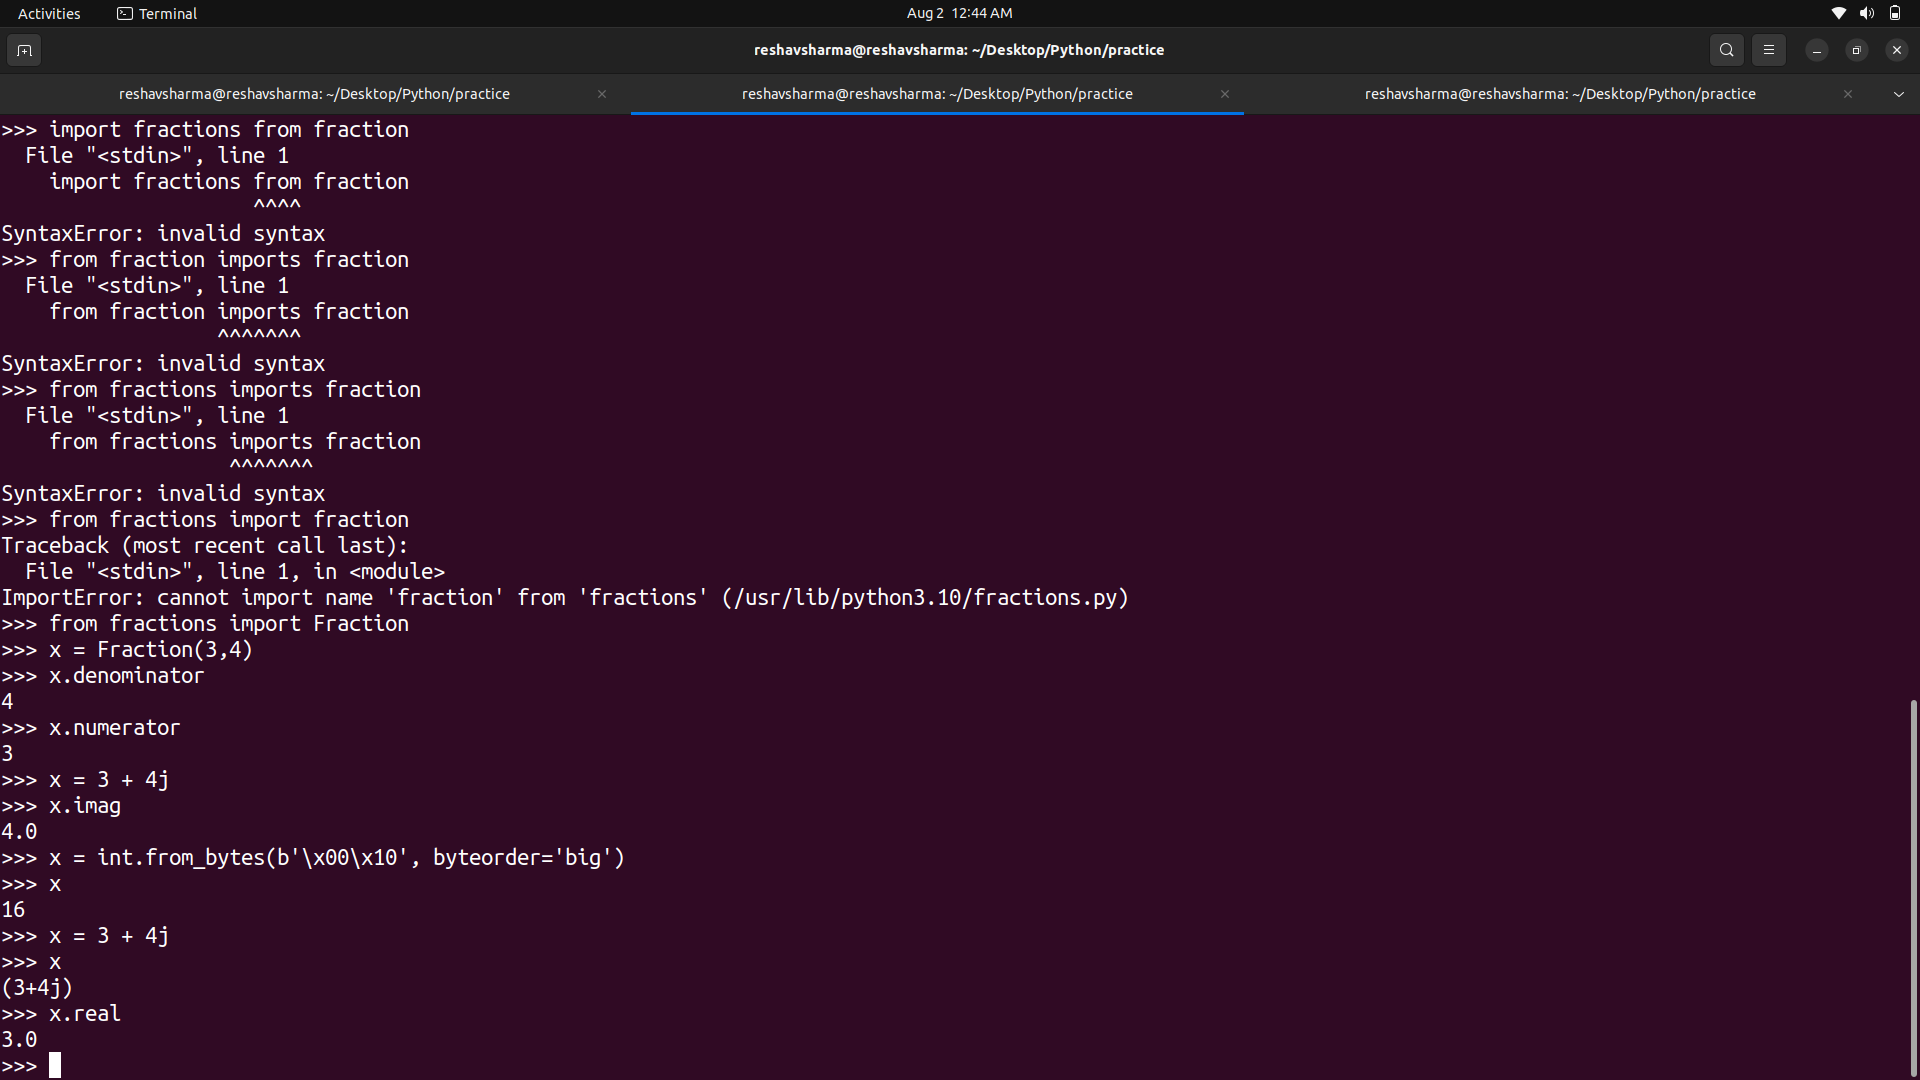 Activities
Terminal
Aug 2 12:44 AM
reshavsharma@reshavsharma: ~/Desktop/Python/practice
reshavsharma@reshavsharma: ~/Desktop/Python/practice
reshavsharma@reshavsharma: ~/Desktop/Python/practice
reshavsharma@reshavsharma: ~/Desktop/Python/practice
>>> import fractions from fraction
  File "<stdin>", line 1
    import fractions from fraction
                     ^^^^
SyntaxError: invalid syntax
>>> from fraction imports fraction
  File "<stdin>", line 1
    from fraction imports fraction
                  ^^^^^^^
SyntaxError: invalid syntax
>>> from fractions imports fraction
  File "<stdin>", line 1
    from fractions imports fraction
                   ^^^^^^^
SyntaxError: invalid syntax
>>> from fractions import fraction
Traceback (most recent call last):
  File "<stdin>", line 1, in <module>
ImportError: cannot import name 'fraction' from 'fractions' (/usr/lib/python3.10/fractions.py)
>>> from fractions import Fraction
>>> x = Fraction(3,4)
>>> x.denominator
4
>>> x.numerator
3
>>> x = 3 + 4j
>>> x.imag
4.0
>>> x = int.from_bytes(b'\x00\x10', byteorder='big')
>>> x
16
>>> x = 3 + 4j
>>> x
(3+4j)
>>> x.real
3.0
>>>